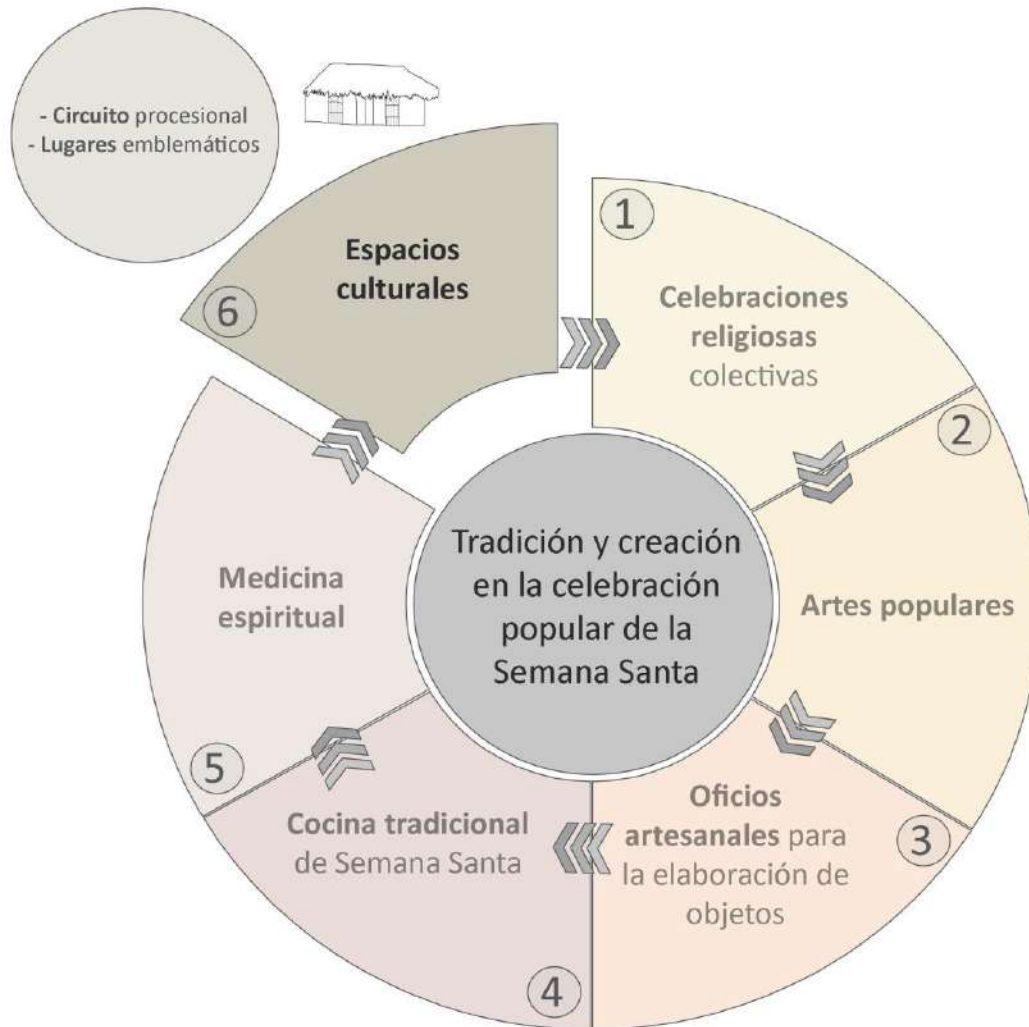 - Circuito procesional
- Lugares emblemáticos
6
Espacios
culturales
1
Celebraciones
religiosas
colectivas
2
Artes populares
3
Oficios
artesanales para
la elaboración de
objetos
4
Cocina tradicional
de Semana Santa
5
Medicina
espiritual
Tradición y creación
en la celebración
popular de la
Semana Santa